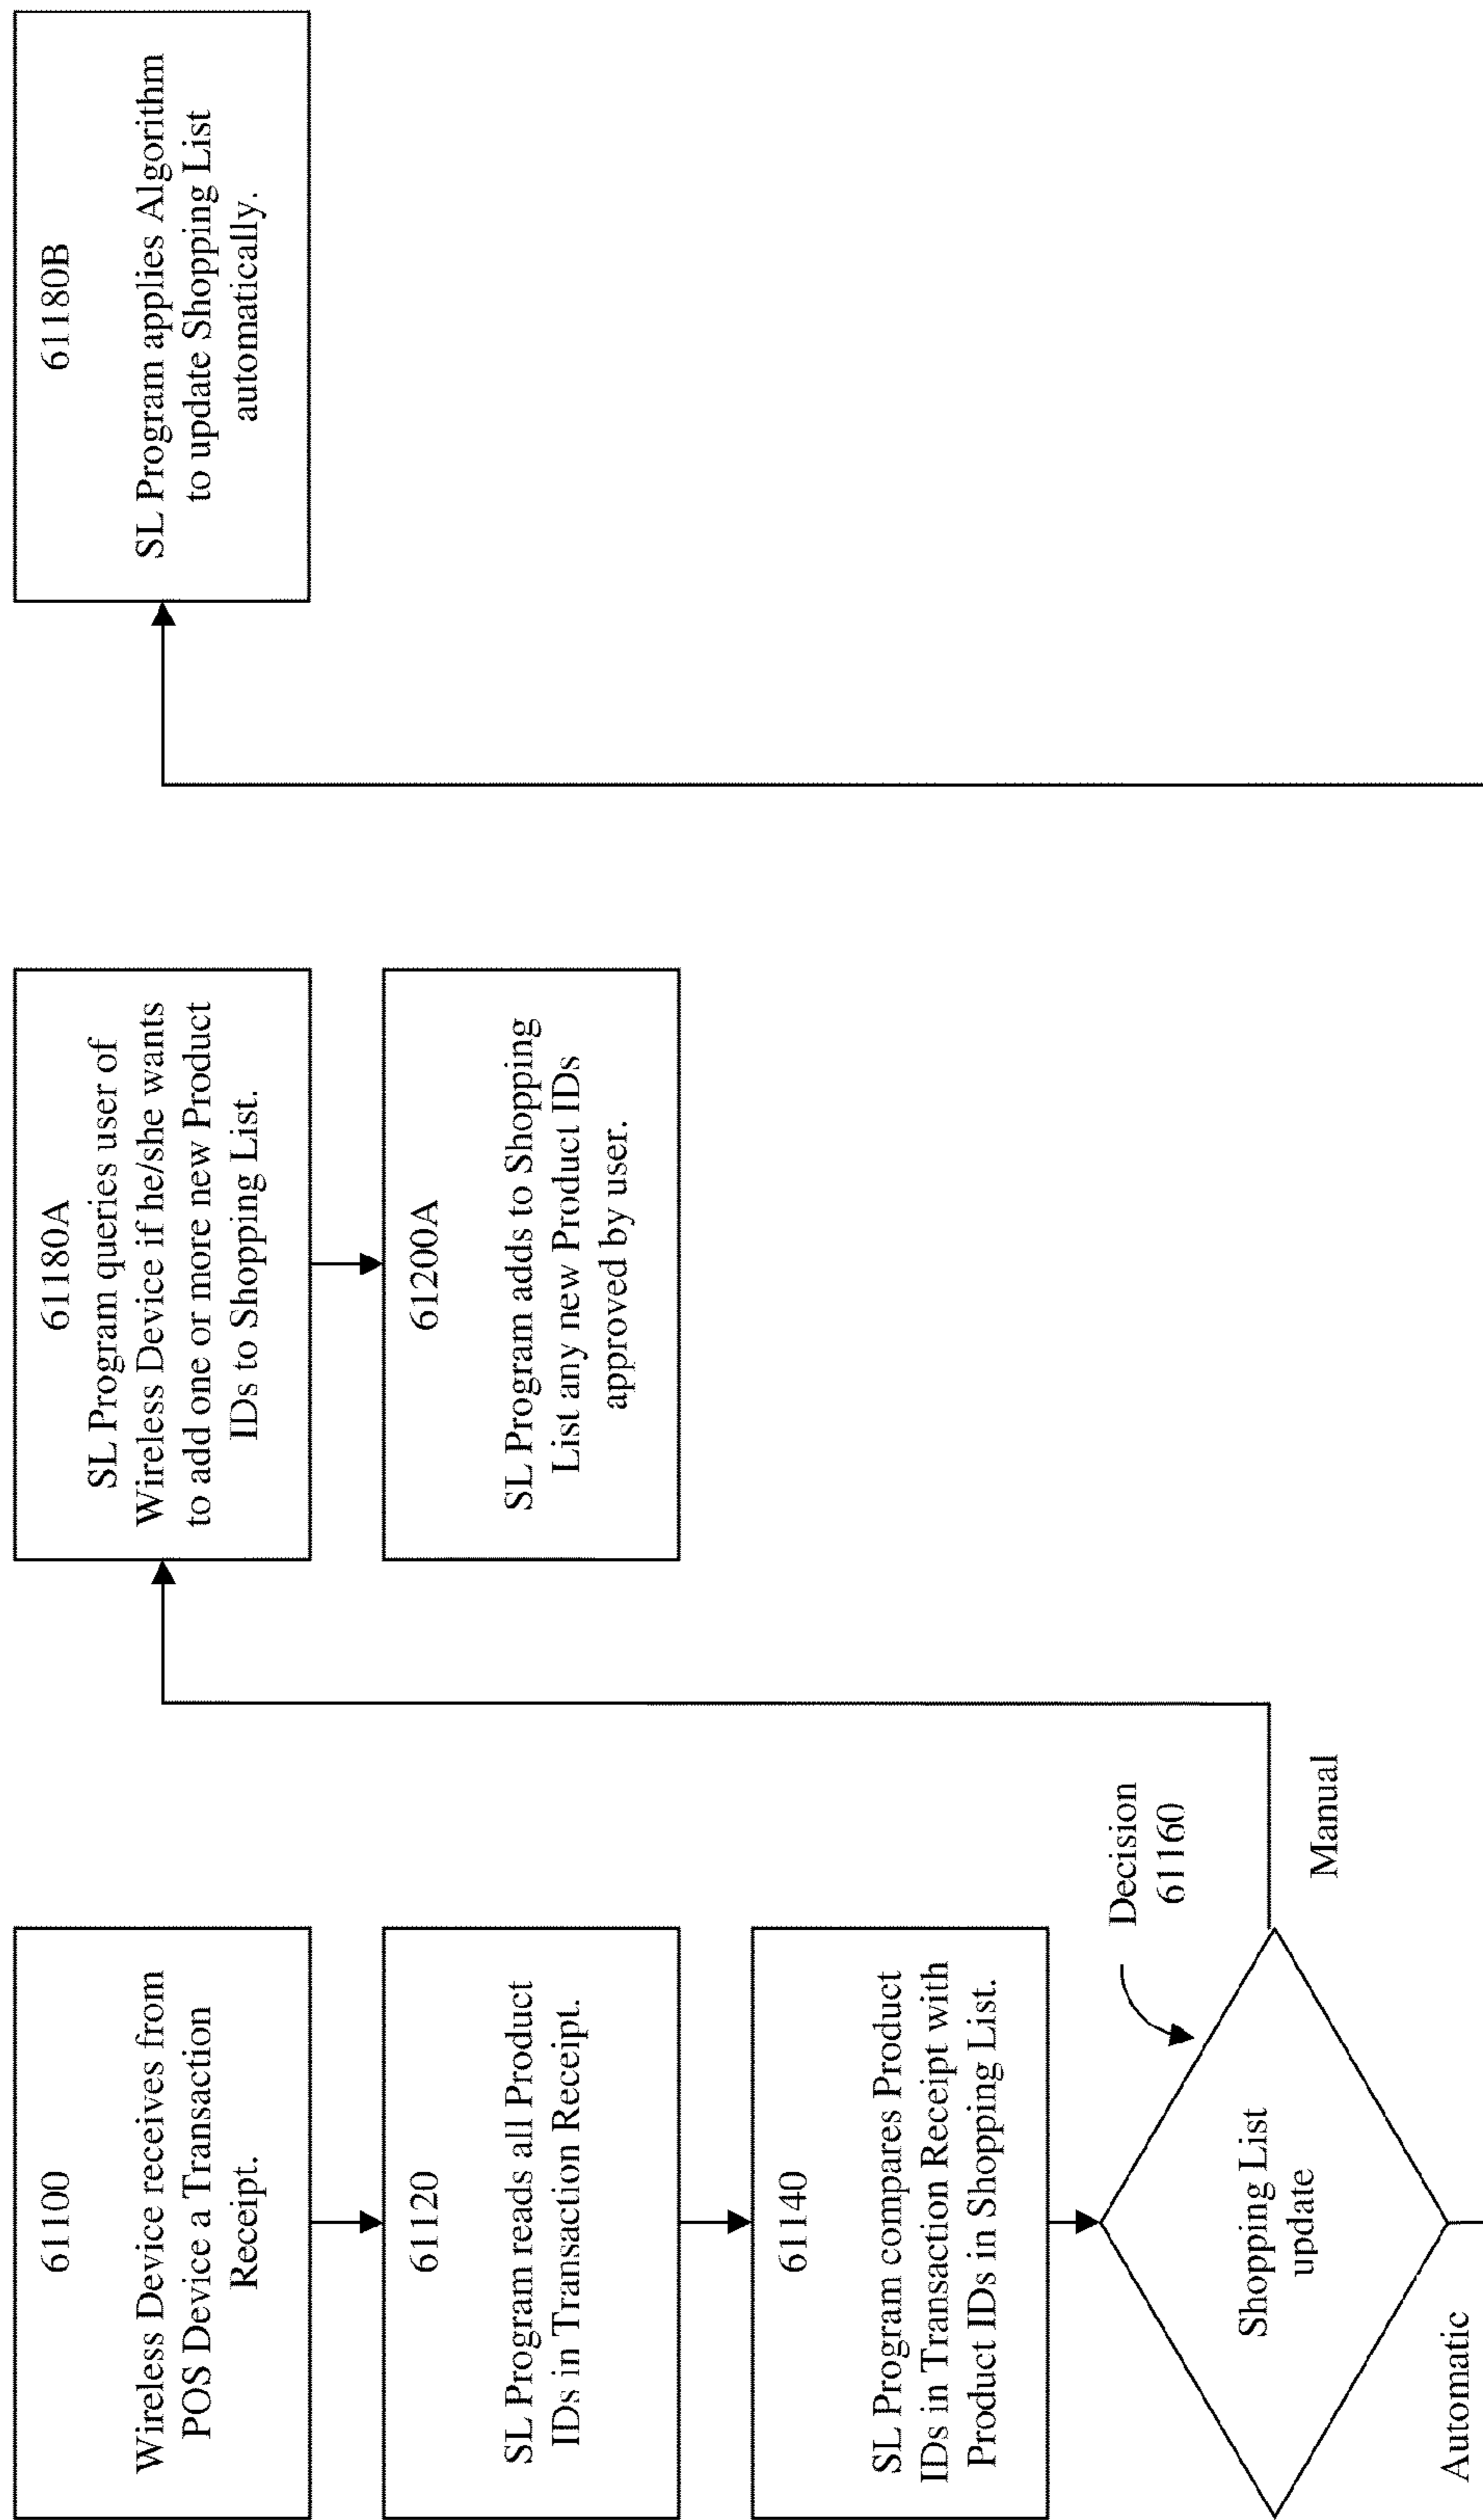 61100
Wireless Device receives from
POS Device a Transaction
Receipt.
61120
SL Program reads all Product
IDs in Transaction Receipt.
61140
SL Program compares Product
IDs in Transaction Receipt with
Product IDs in Shopping List.
Decision
61160
Shopping List
update
Manual
Automatic
61180A
SL Program queries user of
Wireless Device if he/she wants
to add one or more new Product
IDs to Shopping List.
61200A
SL Program adds to Shopping
List any new Product IDs
approved by user.
61180B
SL Program applies Algorithm
to update Shopping List
automatically.